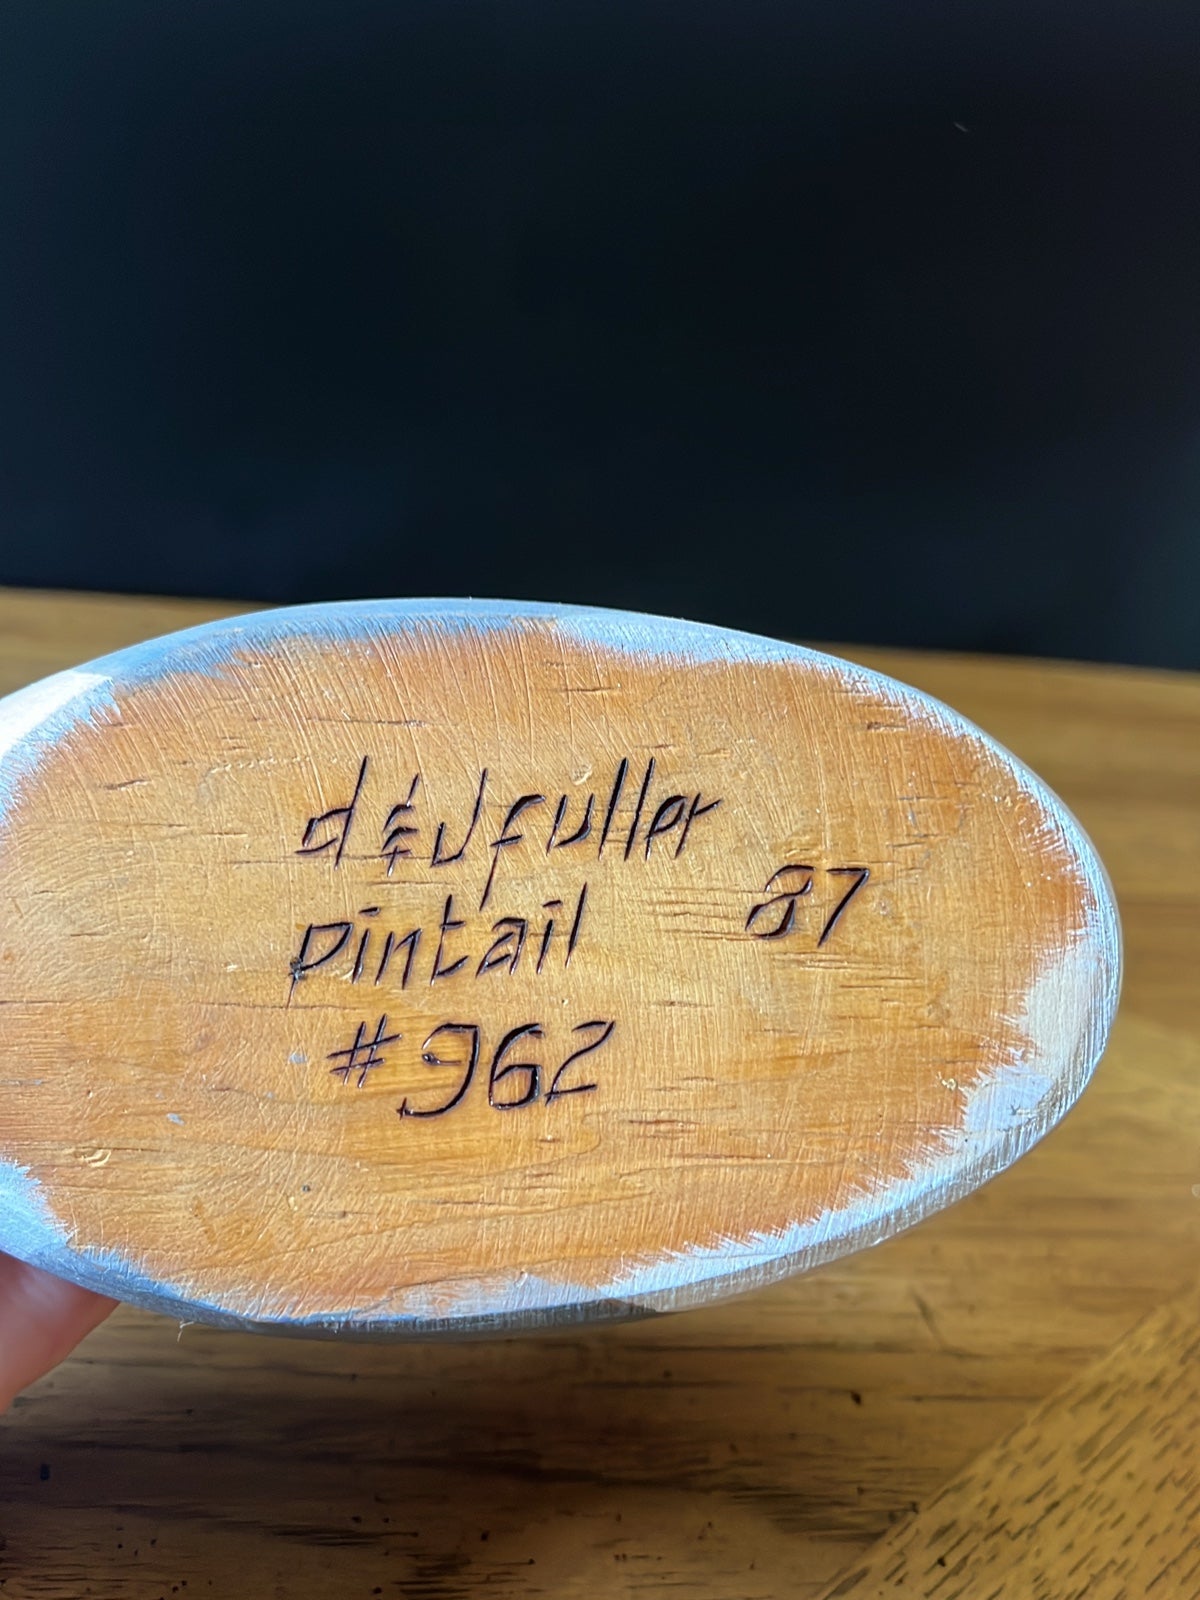 d & J fuller
87
pintail
#962